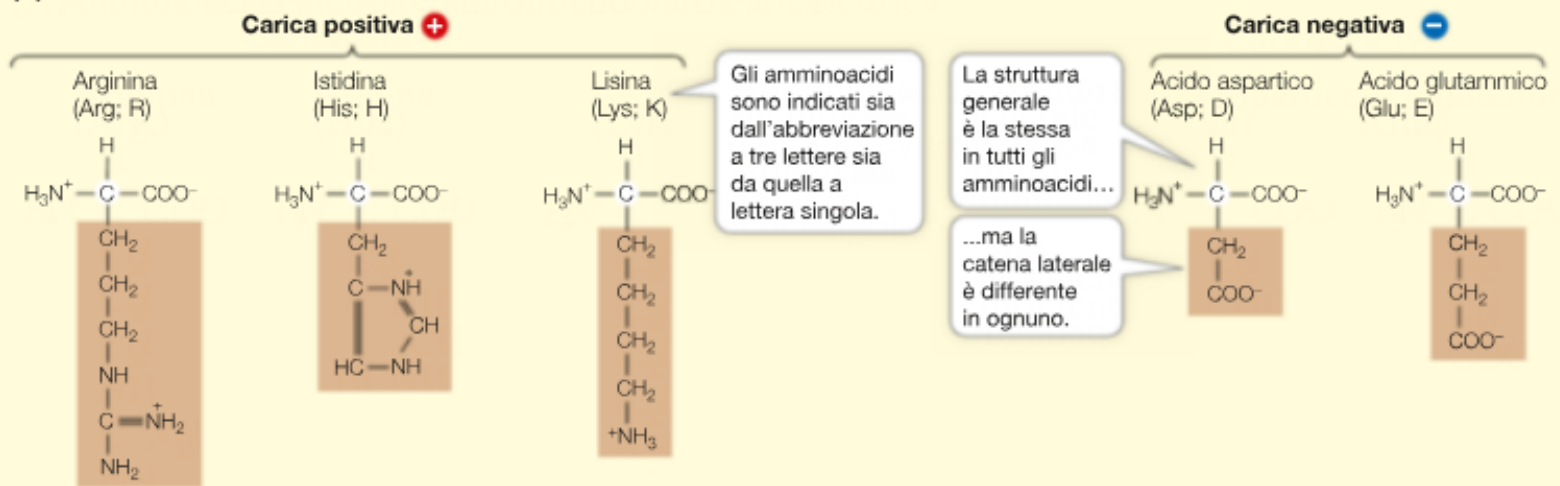 Carica positiva +
Carica negativa −
Arginina
(Arg; R)
Istidina
(His; H)
Lisina
(Lys; K)
Gli amminoacidi
sono indicati sia
dall'abbreviazione
a tre lettere sia
da quella a
lettera singola.
La struttura
generale
è la stessa
in tutti gli
amminoacidi...
...ma la
catena laterale
è differente
in ognuno.
Acido aspartico
(Asp; D)
Acido glutammico
(Glu; E)
H
H₃N⁺—C—COO⁻
CH₂
CH₂
CH₂
NH
C=N⁺H₂
NH₂
H
H₃N⁺—C—COO⁻
CH₂
C—N⁺H
CH
HC—NH
H
H₃N⁺—C—COO⁻
CH₂
CH₂
CH₂
CH₂
⁺NH₃
H
H₃N⁺—C—COO⁻
CH₂
COO⁻
H
H₃N⁺—C—COO⁻
CH₂
CH₂
COO⁻